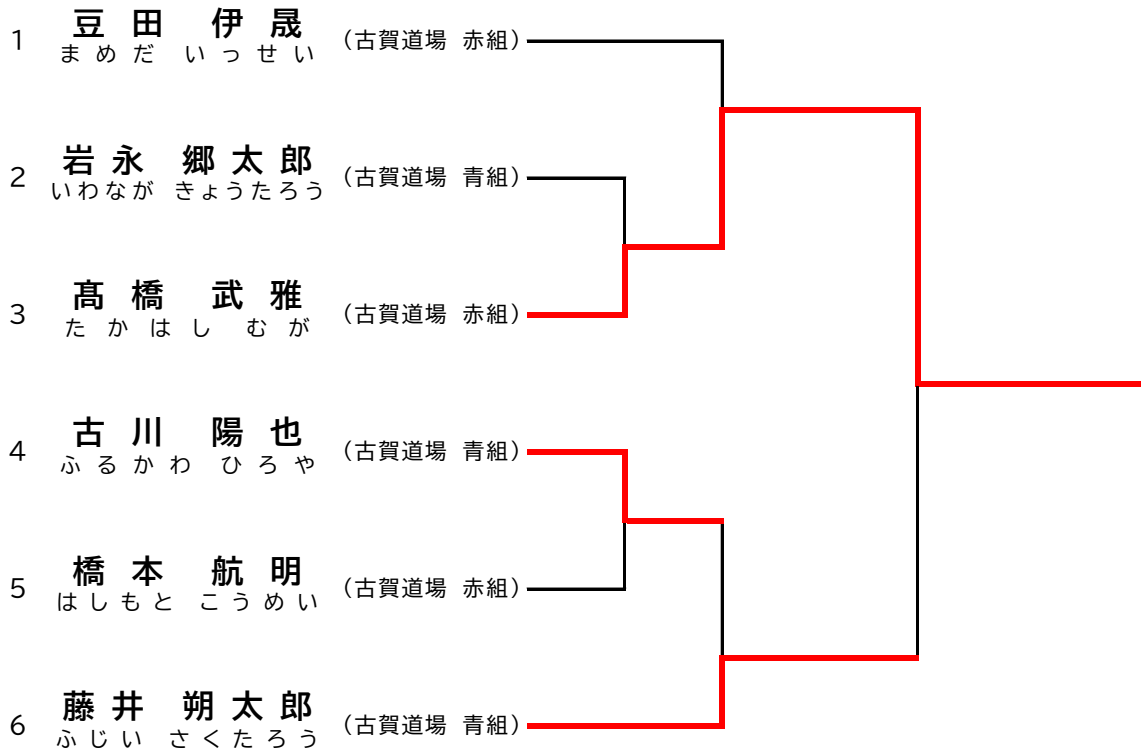 1 豆田 伊晟 (古賀道場 赤組)
まめだ いっせい
2 岩永 郷太郎 (古賀道場 青組)
いわなが きょうたろう
3 髙橋 武雅 (古賀道場 赤組)
たかはし むが
4 古川 陽也 (古賀道場 青組)
ふるかわ ひろや
5 橋本 航明 (古賀道場 赤組)
はしもと こうめい
6 藤井 朔太郎 (古賀道場 青組)
ふじい さくたろう